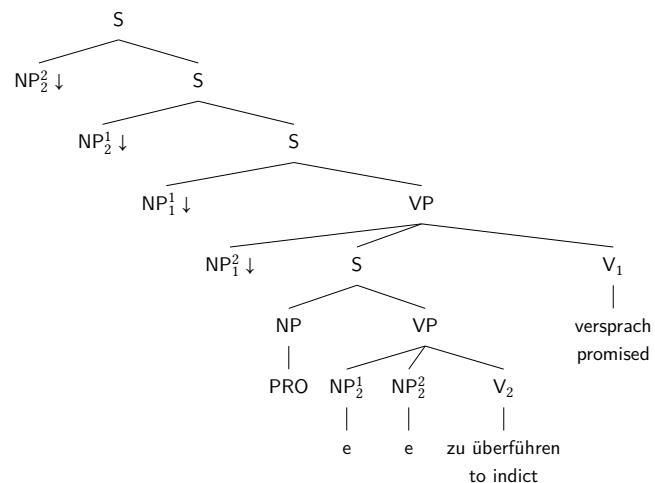 S
NP²₂↓ S
NP¹₂↓ S
NP¹₁↓ VP
NP²₁↓ S V₁
NP VP versprach
promised
PRO NP¹₂ NP²₂ V₂
e e zu überführen
to indict